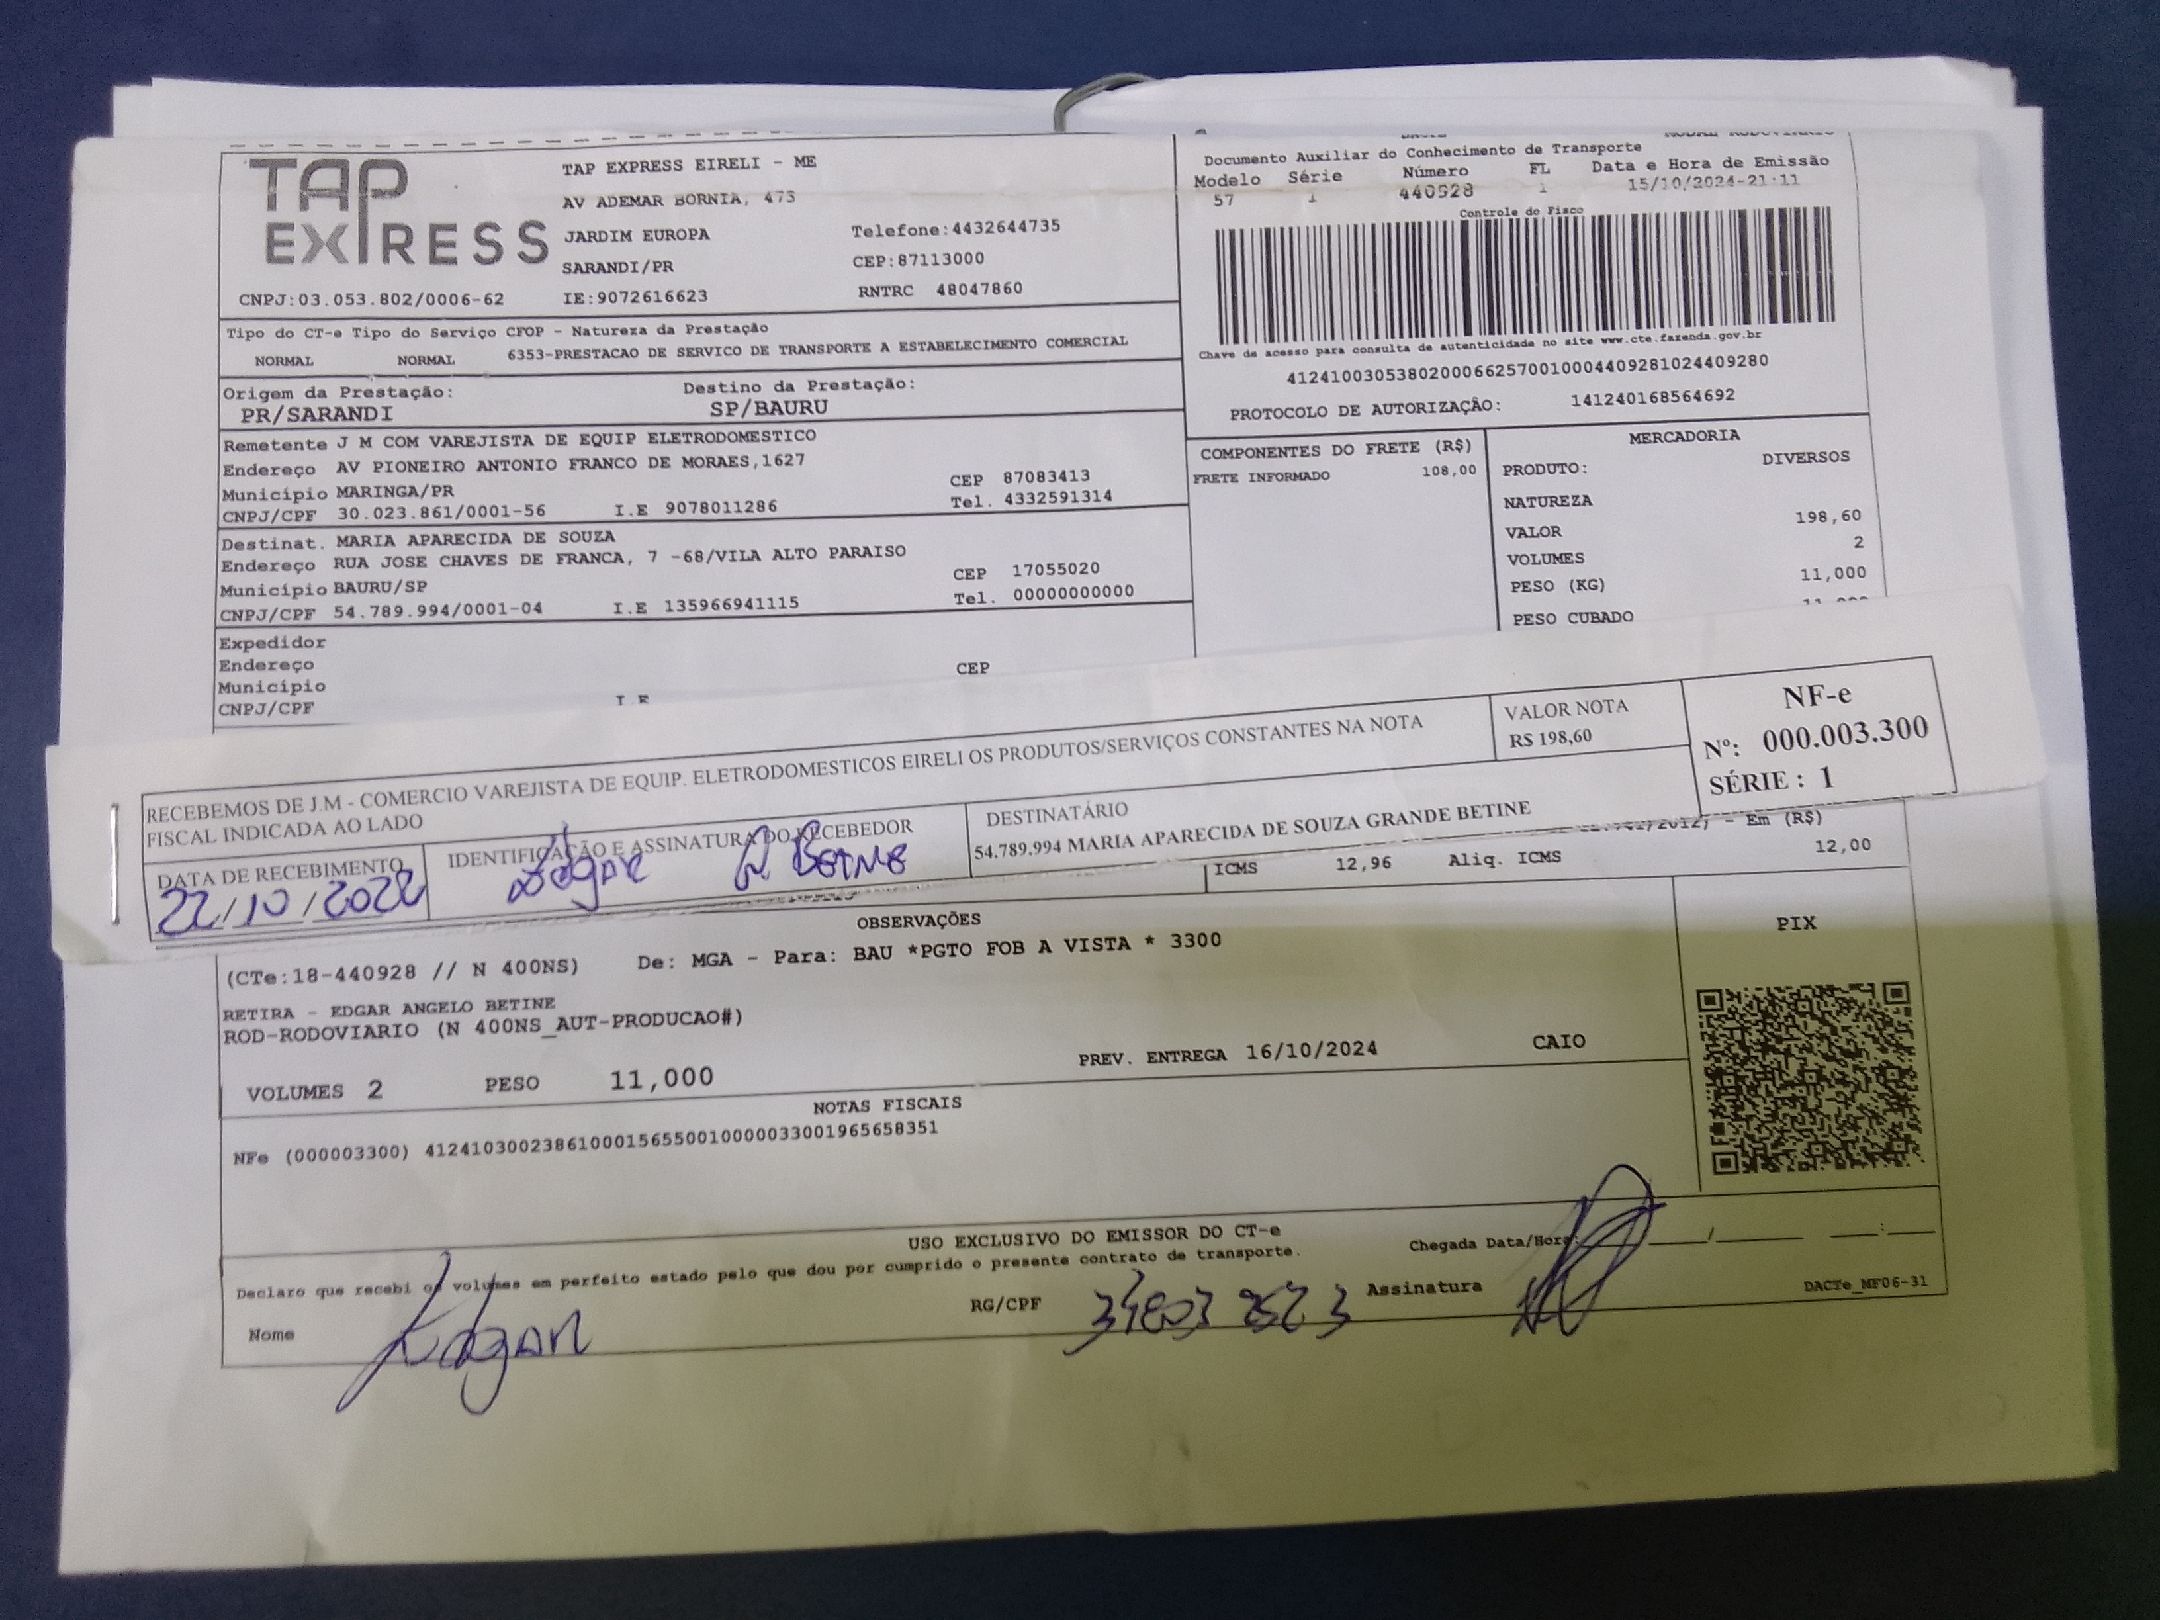 TAP EXPRESS
TAP EXPRESS EIRELI - ME
AV ADEMAR BORNIA, 475
JARDIM EUROPA Telefone:4432644735
SARANDI/PR CEP:87113000
CNPJ:03.053.802/0006-62 IE:9072616623 RNTRC 48047860
Documento Auxiliar do Conhecimento de Transporte
Modelo Série Número FL Data e Hora de Emissão
57 1 440928 1 15/10/2024-21:11
Controle do Fisco
Chave de acesso para consulta de autenticidade no site www.cte.fazenda.gov.br
41241003053802000662570010004409281024409280
PROTOCOLO DE AUTORIZAÇÃO: 141240168564692
Tipo do CT-e Tipo do Serviço CFOP - Natureza da Prestação
NORMAL NORMAL 6353-PRESTACAO DE SERVICO DE TRANSPORTE A ESTABELECIMENTO COMERCIAL
Origem da Prestação: Destino da Prestação:
PR/SARANDI SP/BAURU
Remetente J M COM VAREJISTA DE EQUIP ELETRODOMESTICO
Endereço AV PIONEIRO ANTONIO FRANCO DE MORAES,1627
Município MARINGA/PR CEP 87083413
CNPJ/CPF 30.023.861/0001-56 I.E 9078011286 Tel. 4332591314
Destinat. MARIA APARECIDA DE SOUZA
Endereço RUA JOSE CHAVES DE FRANCA, 7 -68/VILA ALTO PARAISO
Município BAURU/SP CEP 17055020
CNPJ/CPF 54.789.994/0001-04 I.E 135966941115 Tel. 00000000000
Expedidor
Endereço
Município CEP
CNPJ/CPF I.E
COMPONENTES DO FRETE (R$)
FRETE INFORMADO 108,00
MERCADORIA
PRODUTO: DIVERSOS
NATUREZA
VALOR 198,60
VOLUMES 2
PESO (KG) 11,000
PESO CUBADO 11,000
RECEBEMOS DE J.M - COMERCIO VAREJISTA DE EQUIP. ELETRODOMESTICOS EIRELI OS PRODUTOS/SERVIÇOS CONSTANTES NA NOTA
FISCAL INDICADA AO LADO
VALOR NOTA
R$ 198,60
NF-e
Nº: 000.003.300
SÉRIE : 1
DATA DE RECEBIMENTO
22/10/2022
IDENTIFICAÇÃO E ASSINATURA DO RECEBEDOR
Edgar A Betine
DESTINATÁRIO
54.789.994 MARIA APARECIDA DE SOUZA GRANDE BETINE
- Em (R$)
ICMS 12,96 Aliq. ICMS 12,00
OBSERVAÇÕES
(CTe:18-440928 // N 400NS) De: MGA - Para: BAU *PGTO FOB A VISTA * 3300
RETIRA - EDGAR ANGELO BETINE
ROD-RODOVIARIO (N 400NS_AUT-PRODUCAO#)
VOLUMES 2 PESO 11,000 PREV. ENTREGA 16/10/2024 CAIO
PIX
NOTAS FISCAIS
NFe (000003300) 41241030023861000156550010000033001965658351
USO EXCLUSIVO DO EMISSOR DO CT-e
Declaro que recebi os volumes em perfeito estado pelo que dou por cumprido o presente contrato de transporte.
Chegada Data/Hora:
Nome Edgar RG/CPF Assinatura
DACTe_MF06-31